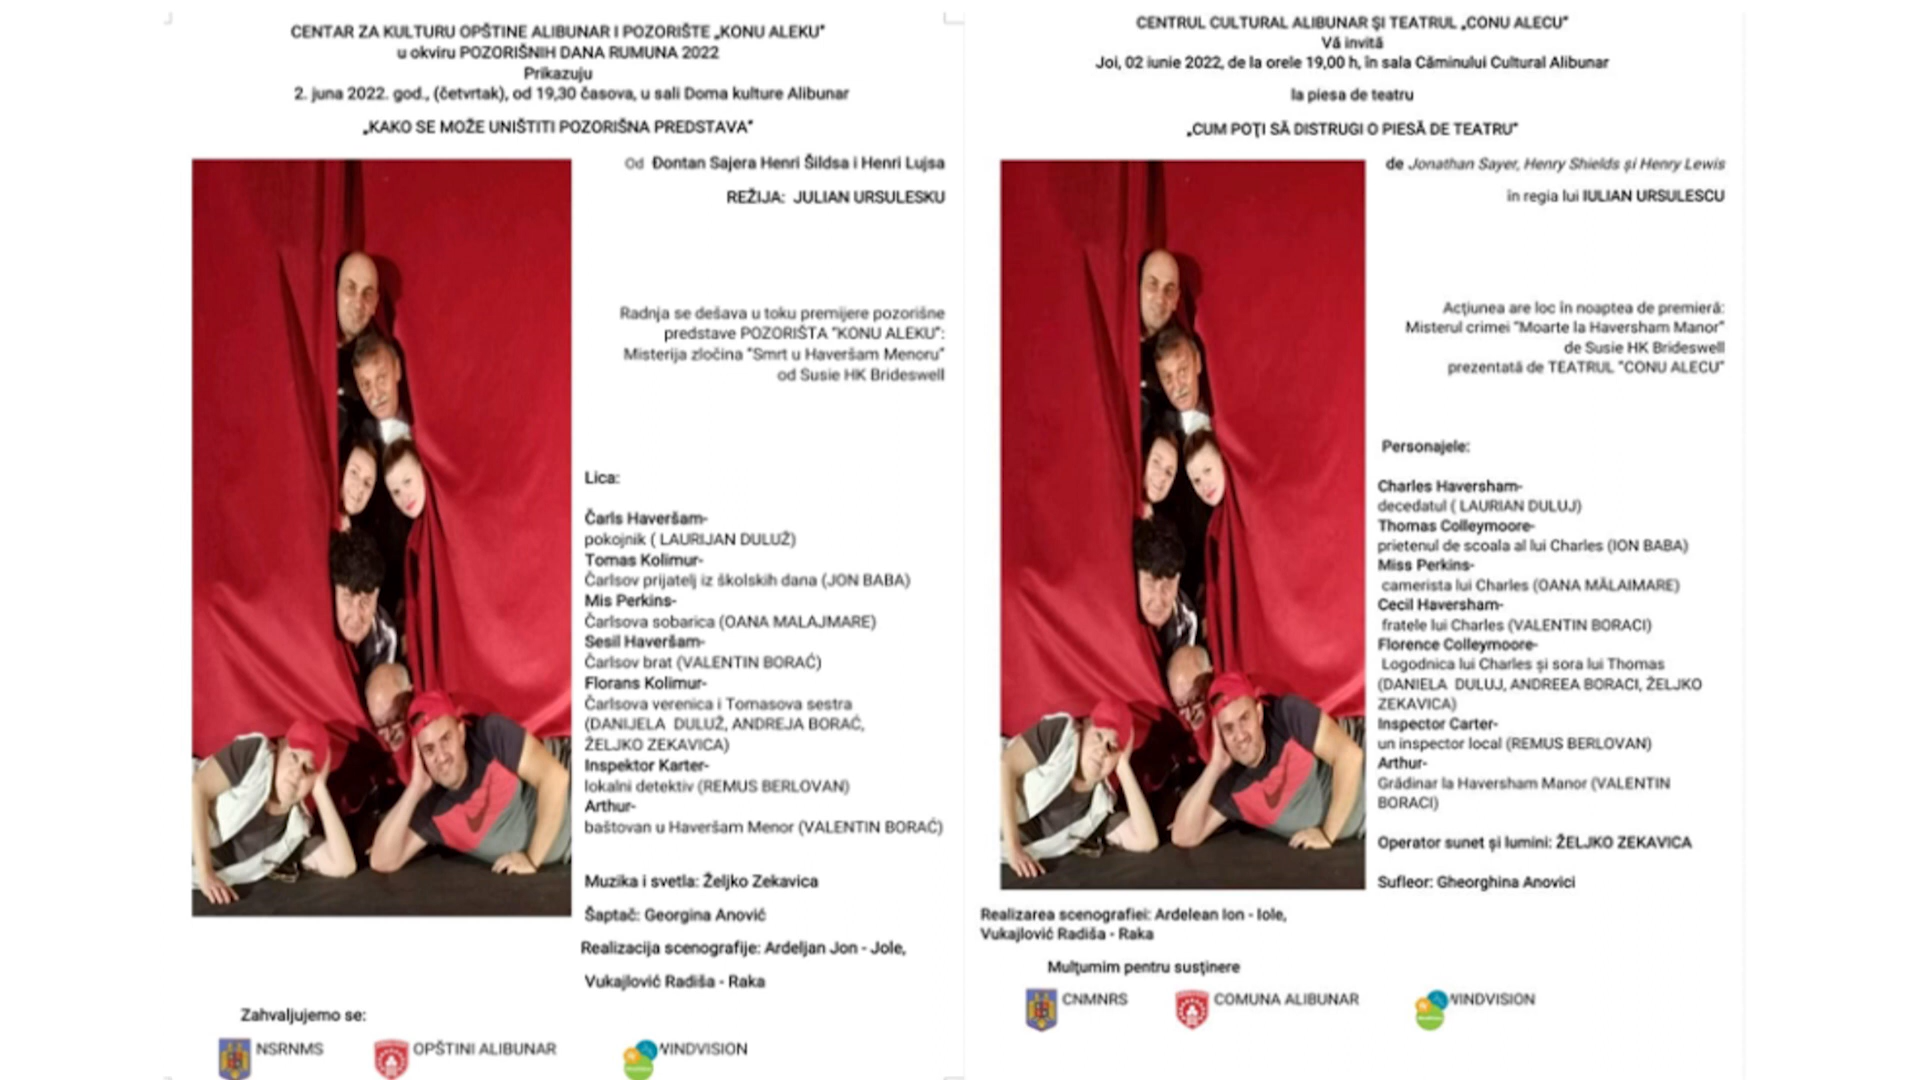 CENTAR ZA KULTURU OPŠTINE ALIBUNAR I POZORIŠTE „KONU ALEKU"
u okviru POZORIŠNIH DANA RUMUNA 2022
Prikazuju
2. juna 2022. god., (četvrtak), od 19,30 časova, u sali Doma kulture Alibunar
„KAKO SE MOŽE UNIŠTITI POZORIŠNA PREDSTAVA"
Od Đontan Sajera Henri Šildsa i Henri Lujsa
REŽIJA: JULIAN URSULESKU
Radnja se dešava u toku premijere pozorišne
predstave POZORIŠTA "KONU ALEKU":
Misterija zločina "Smrt u Haveršam Menoru"
od Susie HK Brideswell
Lica:
Čarls Haveršam-
pokojnik ( LAURIJAN DULUŽ)
Tomas Kolimur-
Čarlsov prijatelj iz školskih dana (JON BABA)
Mis Perkins-
Čarlsova sobarica (OANA MALAJMARE)
Sesil Haveršam-
Čarlsov brat (VALENTIN BORAĆ)
Florans Kolimur-
Čarlsova verenica i Tomasova sestra
(DANIJELA DULUŽ, ANDREJA BORAĆ,
ŽELJKO ZEKAVICA)
Inspektor Karter-
lokalni detektiv (REMUS BERLOVAN)
Arthur-
baštovan u Haveršam Menor (VALENTIN BORAĆ)
Muzika i svetla: Željko Zekavica
Šaptač: Georgina Anović
Realizacija scenografije: Ardeljan Jon - Jole,
Vukajlović Radiša - Raka
Zahvaljujemo se:
NSRNMS
OPŠTINI ALIBUNAR
WINDVISION
CENTRUL CULTURAL ALIBUNAR ŞI TEATRUL „CONU ALECU"
Vă invită
Joi, 02 iunie 2022, de la orele 19,00 h, în sala Căminului Cultural Alibunar
la piesa de teatru
„CUM POŢI SĂ DISTRUGI O PIESĂ DE TEATRU"
de Jonathan Sayer, Henry Shields şi Henry Lewis
în regia lui IULIAN URSULESCU
Acţiunea are loc în noaptea de premieră:
Misterul crimei "Moarte la Haversham Manor"
de Susie HK Brideswell
prezentată de TEATRUL "CONU ALECU"
Personajele:
Charles Haversham-
decedatul ( LAURIAN DULUJ)
Thomas Colleymoore-
prietenul de scoala al lui Charles (ION BABA)
Miss Perkins-
camerista lui Charles (OANA MĂLAIMARE)
Cecil Haversham-
fratele lui Charles (VALENTIN BORACI)
Florence Colleymoore-
Logodnica lui Charles şi sora lui Thomas
(DANIELA DULUJ, ANDREEA BORACI, ŽELJKO
ZEKAVICA)
Inspector Carter-
un inspector local (REMUS BERLOVAN)
Arthur-
Grădinar la Haversham Manor (VALENTIN
BORACI)
Operator sunet şi lumini: ŽELJKO ZEKAVICA
Sufleor: Gheorghina Anovici
Realizarea scenografiei: Ardelean Ion - Iole,
Vukajlović Radiša - Raka
Mulţumim pentru susţinere
CNMNRS
COMUNA ALIBUNAR
WINDVISION